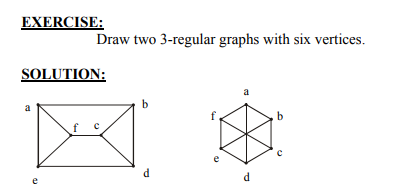 EXERCISE:
Draw two 3-regular graphs with six vertices.
SOLUTION:
a b
f c
e d
a
f b
e c
d